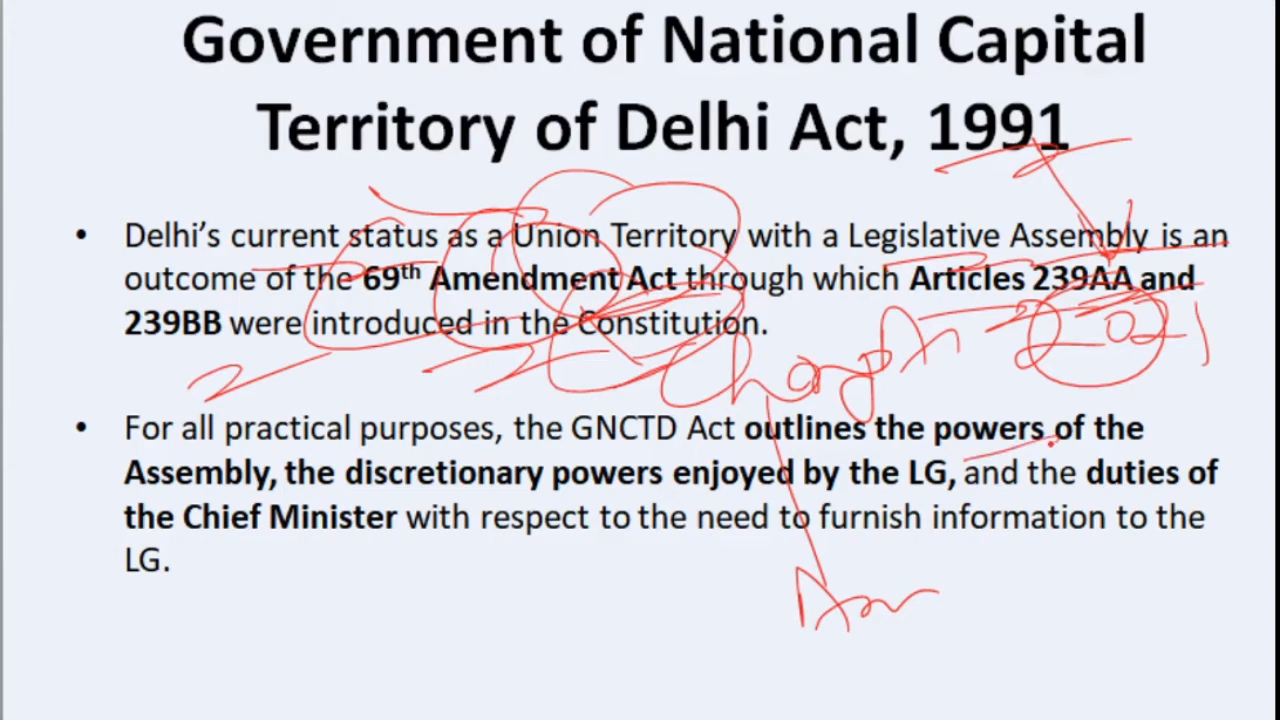 Government of National Capital
Territory of Delhi Act, 1991
• Delhi's current status as a Union Territory with a Legislative Assembly is an
outcome of the 69th Amendment Act through which Articles 239AA and
239BB were introduced in the Constitution.
2021
• For all practical purposes, the GNCTD Act outlines the powers of the
Assembly, the discretionary powers enjoyed by the LG, and the duties of
the Chief Minister with respect to the need to furnish information to the
LG.